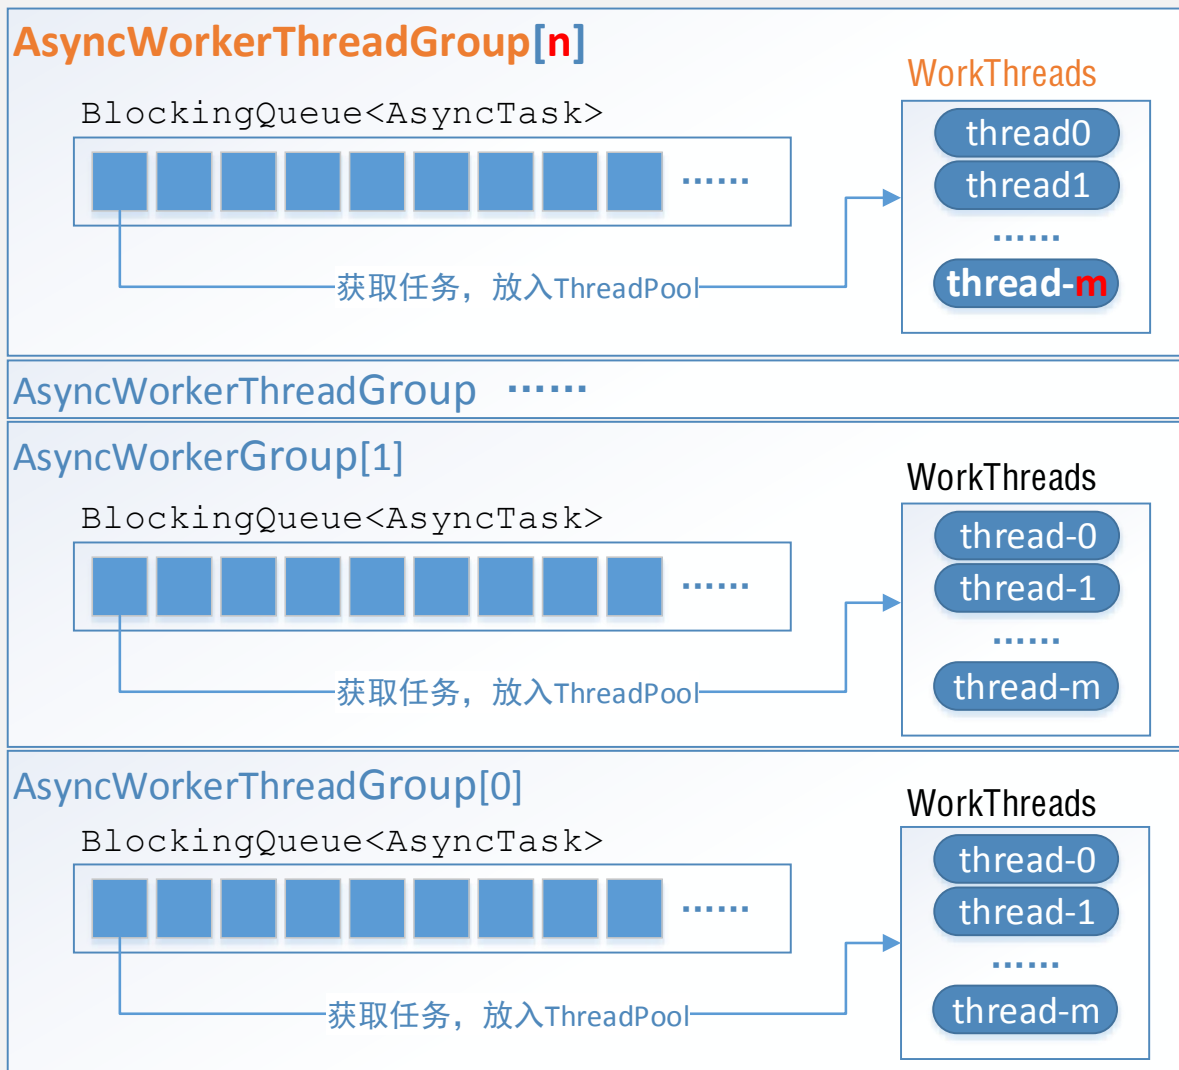 AsyncWorkerThreadGroup[n]
WorkThreads
BlockingQueue<AsyncTask>
thread0
thread1
······
······
thread-m
获取任务，放入ThreadPool
AsyncWorkerThreadGroup ······
AsyncWorkerGroup[1]
WorkThreads
BlockingQueue<AsyncTask>
thread-0
thread-1
······
······
thread-m
获取任务，放入ThreadPool
AsyncWorkerThreadGroup[0]
WorkThreads
BlockingQueue<AsyncTask>
thread-0
thread-1
······
······
thread-m
获取任务，放入ThreadPool